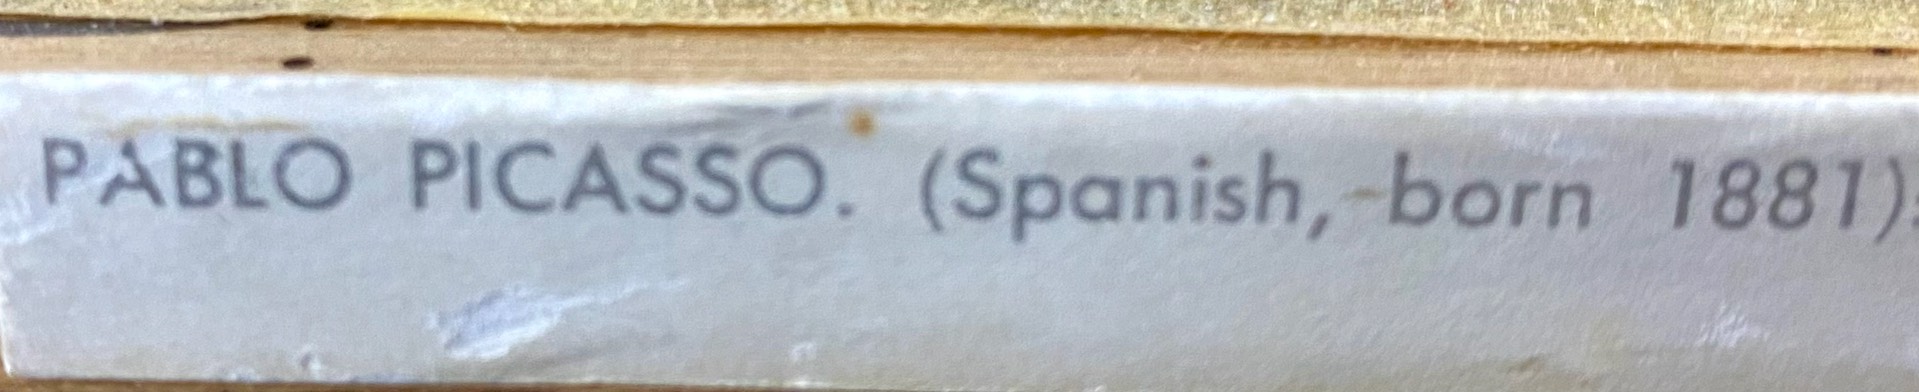 PABLO PICASSO. (Spanish, born 1881):